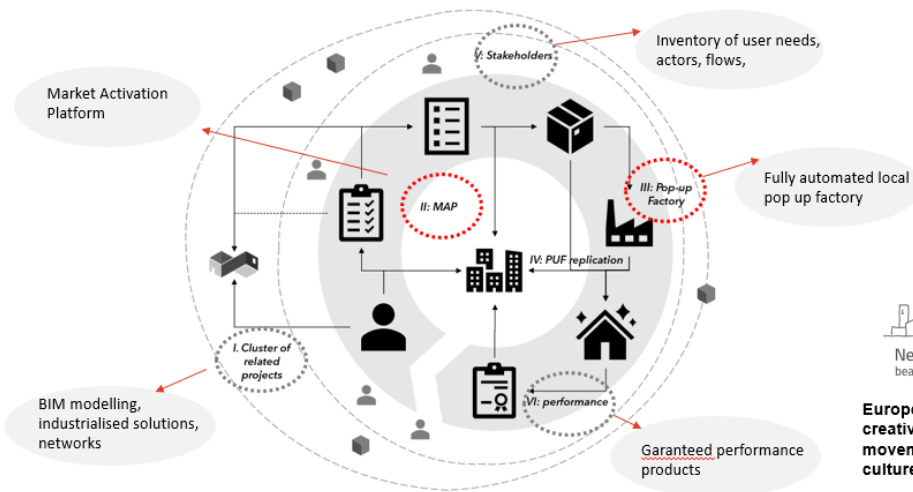 V: Stakeholders
Inventory of user needs,
actors, flows,
Market Activation
Platform
II: MAP
III: Pop-up
Factory
Fully automated local
pop up factory
IV: PUF replication
I. Cluster of
related
projects
VI: performance
BIM modelling,
industrialised solutions,
networks
Garanteed performance
products